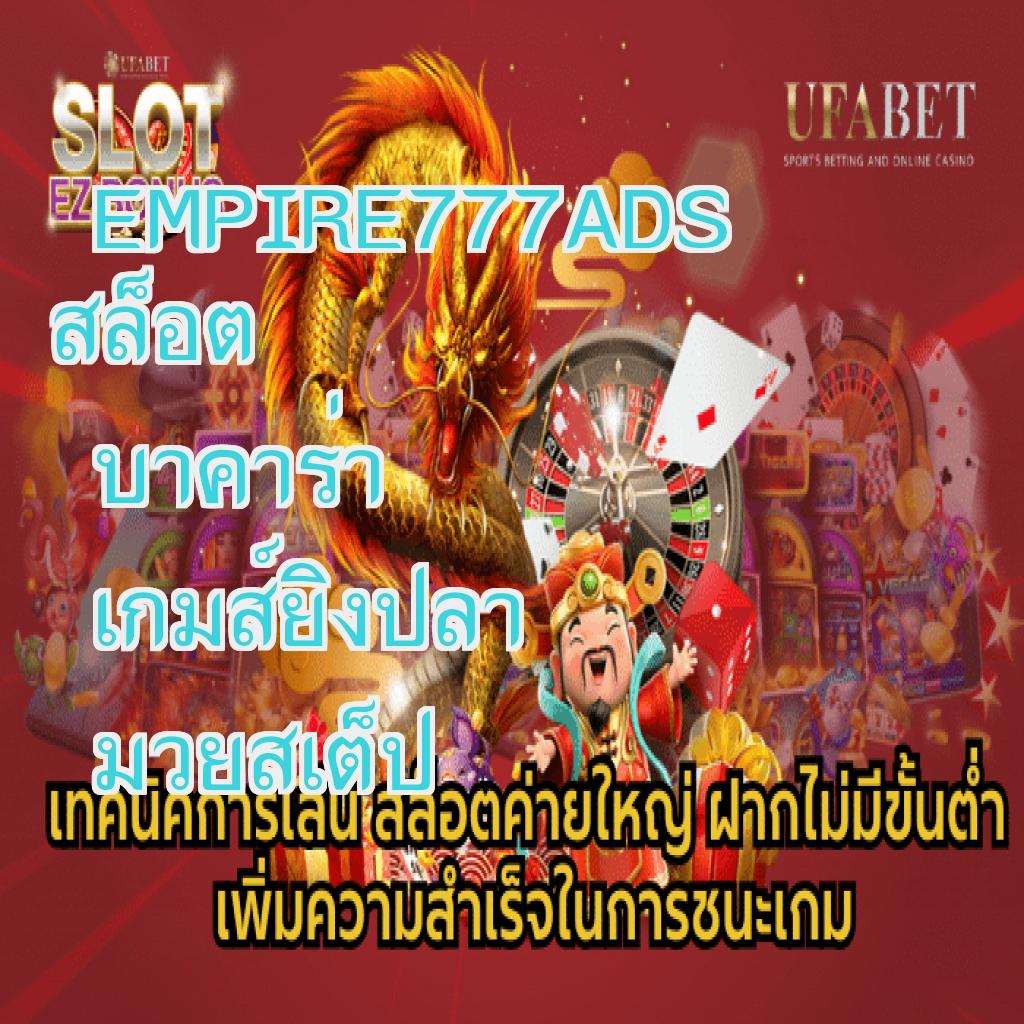 UFABET
SLOT
UFABET
SPORTS BETTING AND ONLINE CASINO
EMPIRE777ADS
สล็อต
บาคาร่า
เกมส์ยิงปลา
มวยสเต็ป
เทคนิคการเล่น สล็อตค่ายใหญ่ ฝากไม่มีขั้นต่ำ
เพิ่มความสำเร็จในการชนะเกม